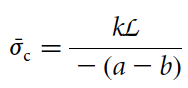 σ̄c = kℒ / − (a − b)